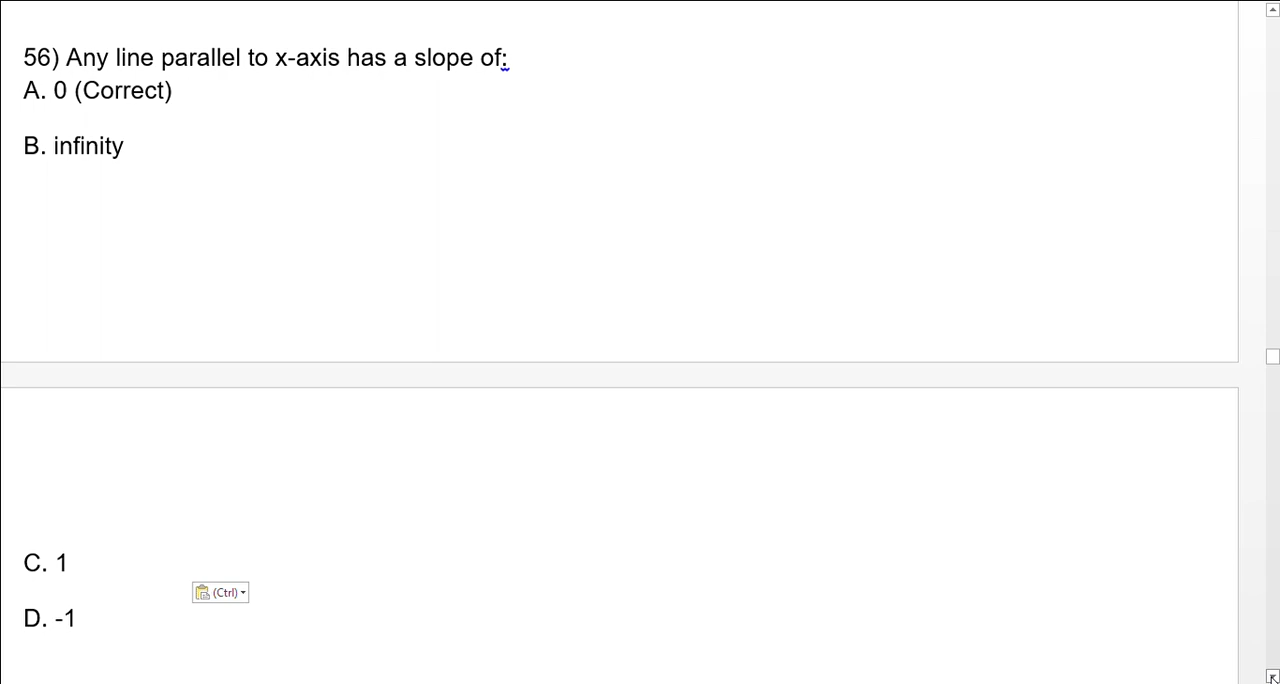 56) Any line parallel to x-axis has a slope of:
A. 0 (Correct)
B. infinity
C. 1
(Ctrl)
D. -1